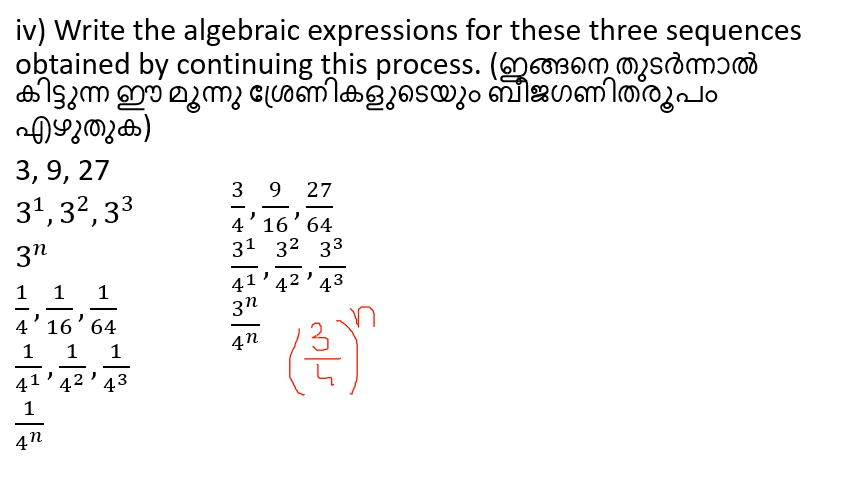 iv) Write the algebraic expressions for these three sequences
obtained by continuing this process. (ഇങ്ങനെ തുടർന്നാൽ
കിട്ടുന്ന ഈ മൂന്നു ശ്രേണികളുടെയും ബീജഗണിതരൂപം
എഴുതുക)
3, 9, 27
3¹, 3², 3³
3ⁿ
1/4, 1/16, 1/64
1/4¹, 1/4², 1/4³
1/4ⁿ
3/4, 9/16, 27/64
3¹/4¹, 3²/4², 3³/4³
3ⁿ/4ⁿ
(3/4)ⁿ